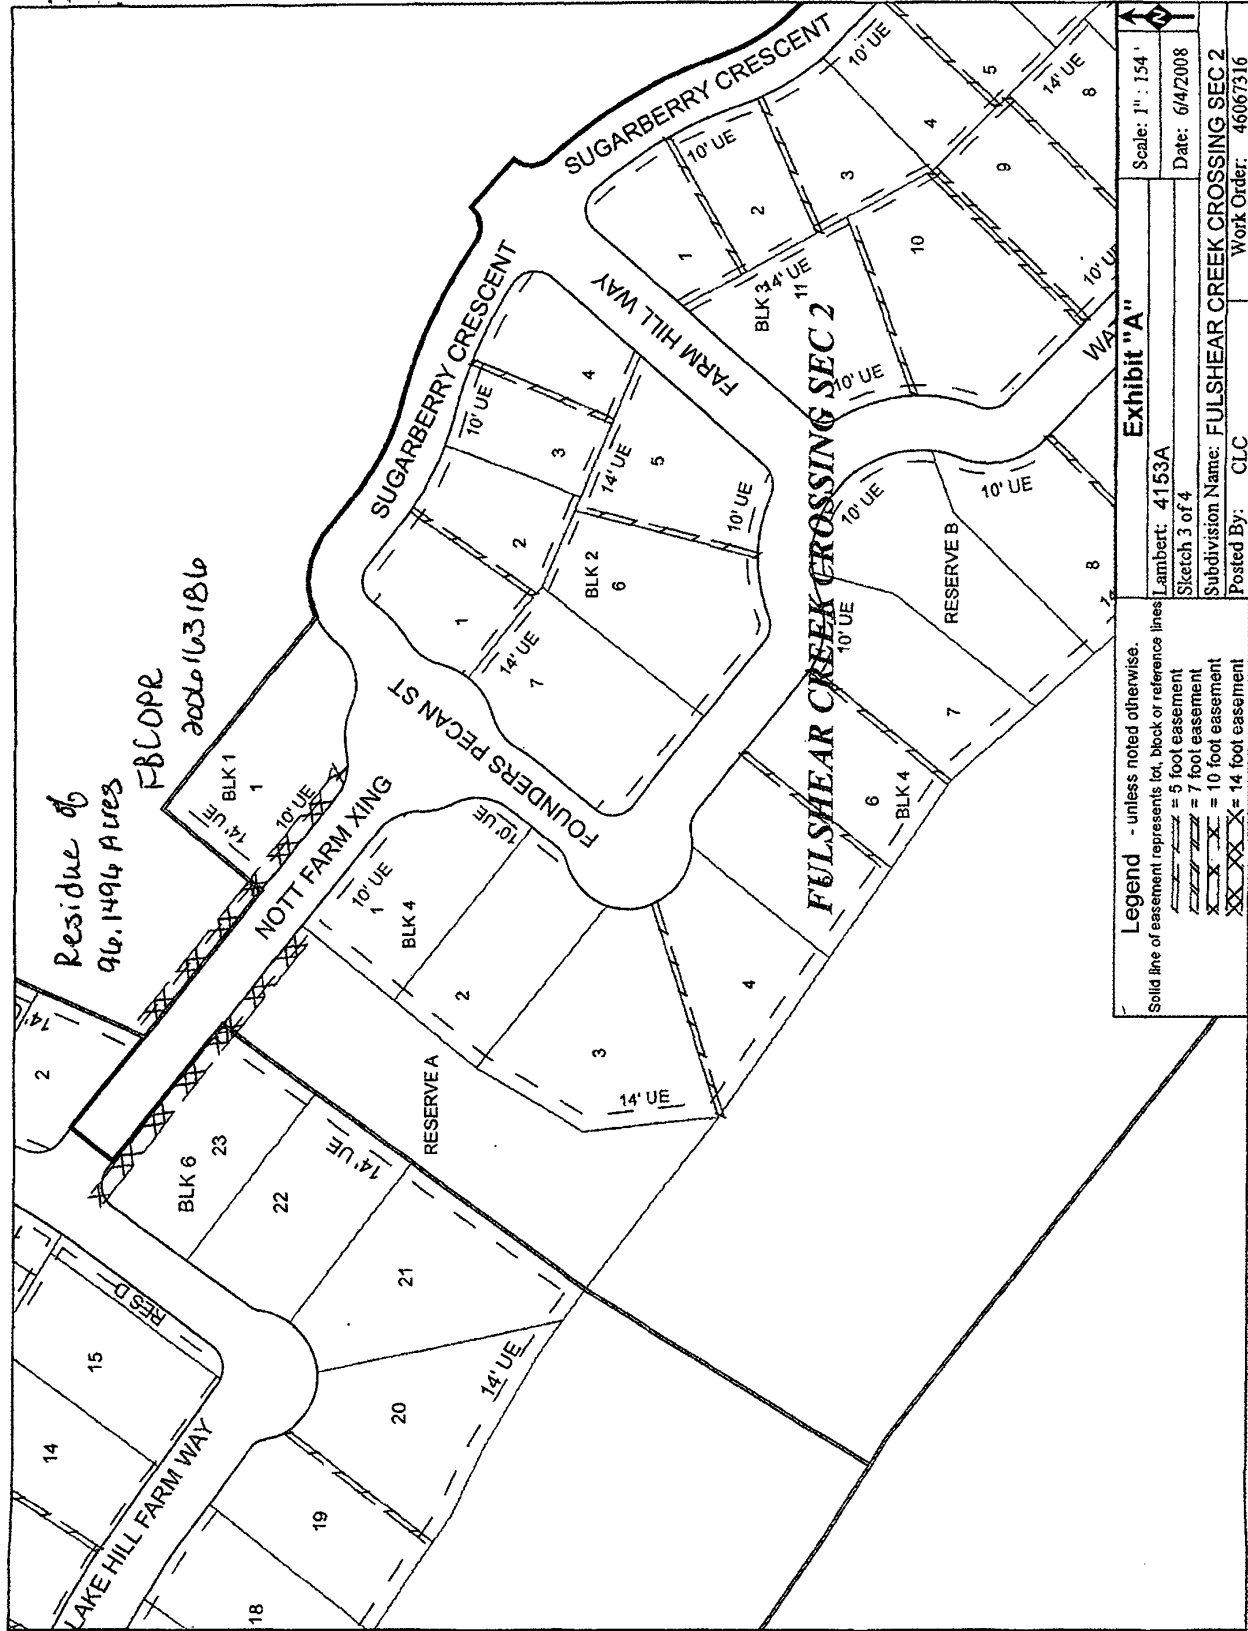 Residue of
96.1496 Acres
FBCOPR
2006163186
SUGARBERRY CRESCENT
SUGARBERRY CRESCENT
NOTT FARM XING
FOUNDERS PECAN ST
FARM HILL WAY
LAKE HILL FARM WAY
WA
FULSHEAR CREEK CROSSING SEC 2
BLK 1
1
14' UE
10' UE
2
14'
BLK 2
1
2
3
4
5
6
7
10' UE
14' UE
14' UE
10' UE
BLK 3
1
2
3
4
5
8
9
10
11
10' UE
10' UE
14' UE
14' UE
10' UE
10' UE
BLK 4
1
2
3
4
5
6
BLK 4
7
8
10' UE
10' UE
14' UE
10' UE
10' UE
10' UE
RESERVE A
RESERVE B
BLK 6
23
22
21
20
19
18
15
14
RES D
14' UE
14' UE
Legend - unless noted otherwise.
Solid line of easement represents lot, block or reference lines
= 5 foot easement
= 7 foot easement
= 10 foot easement
= 14 foot easement
Exhibit "A"
Scale: 1" : 154 '
N
Lambert: 4153A
Date: 6/4/2008
Sketch 3 of 4
Subdivision Name: FULSHEAR CREEK CROSSING SEC 2
Posted By: CLC
Work Order: 46067316